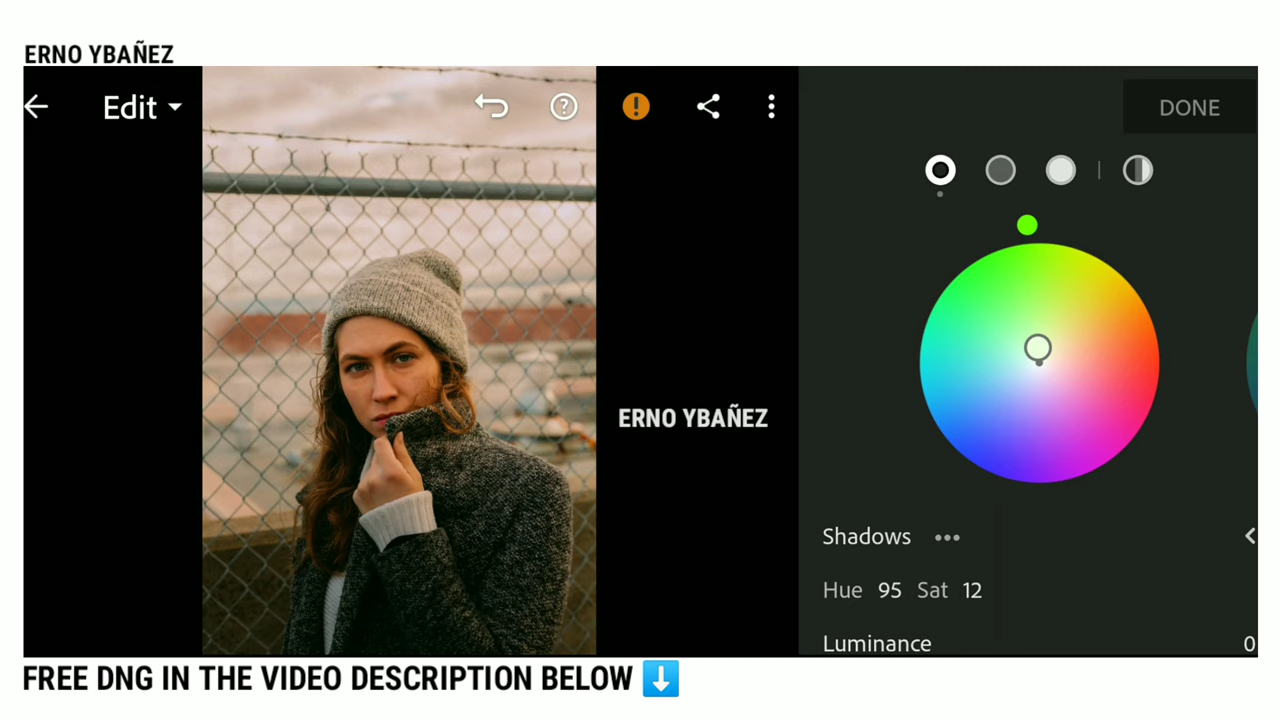 ERNO YBAÑEZ
Edit
DONE
ERNO YBAÑEZ
Shadows
Hue 95 Sat 12
Luminance 0
FREE DNG IN THE VIDEO DESCRIPTION BELOW ⬇